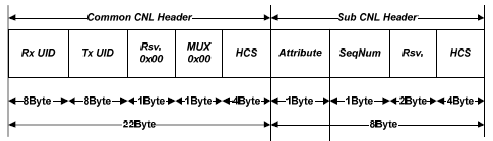 Common CNL Header Sub CNL Header
Rx UID Tx UID Rsv. 0x00 MUX 0x00 HCS Attribute SeqNum Rsv. HCS
8Byte 8Byte 1Byte 1Byte 4Byte 1Byte 1Byte 2Byte 4Byte
22Byte 8Byte